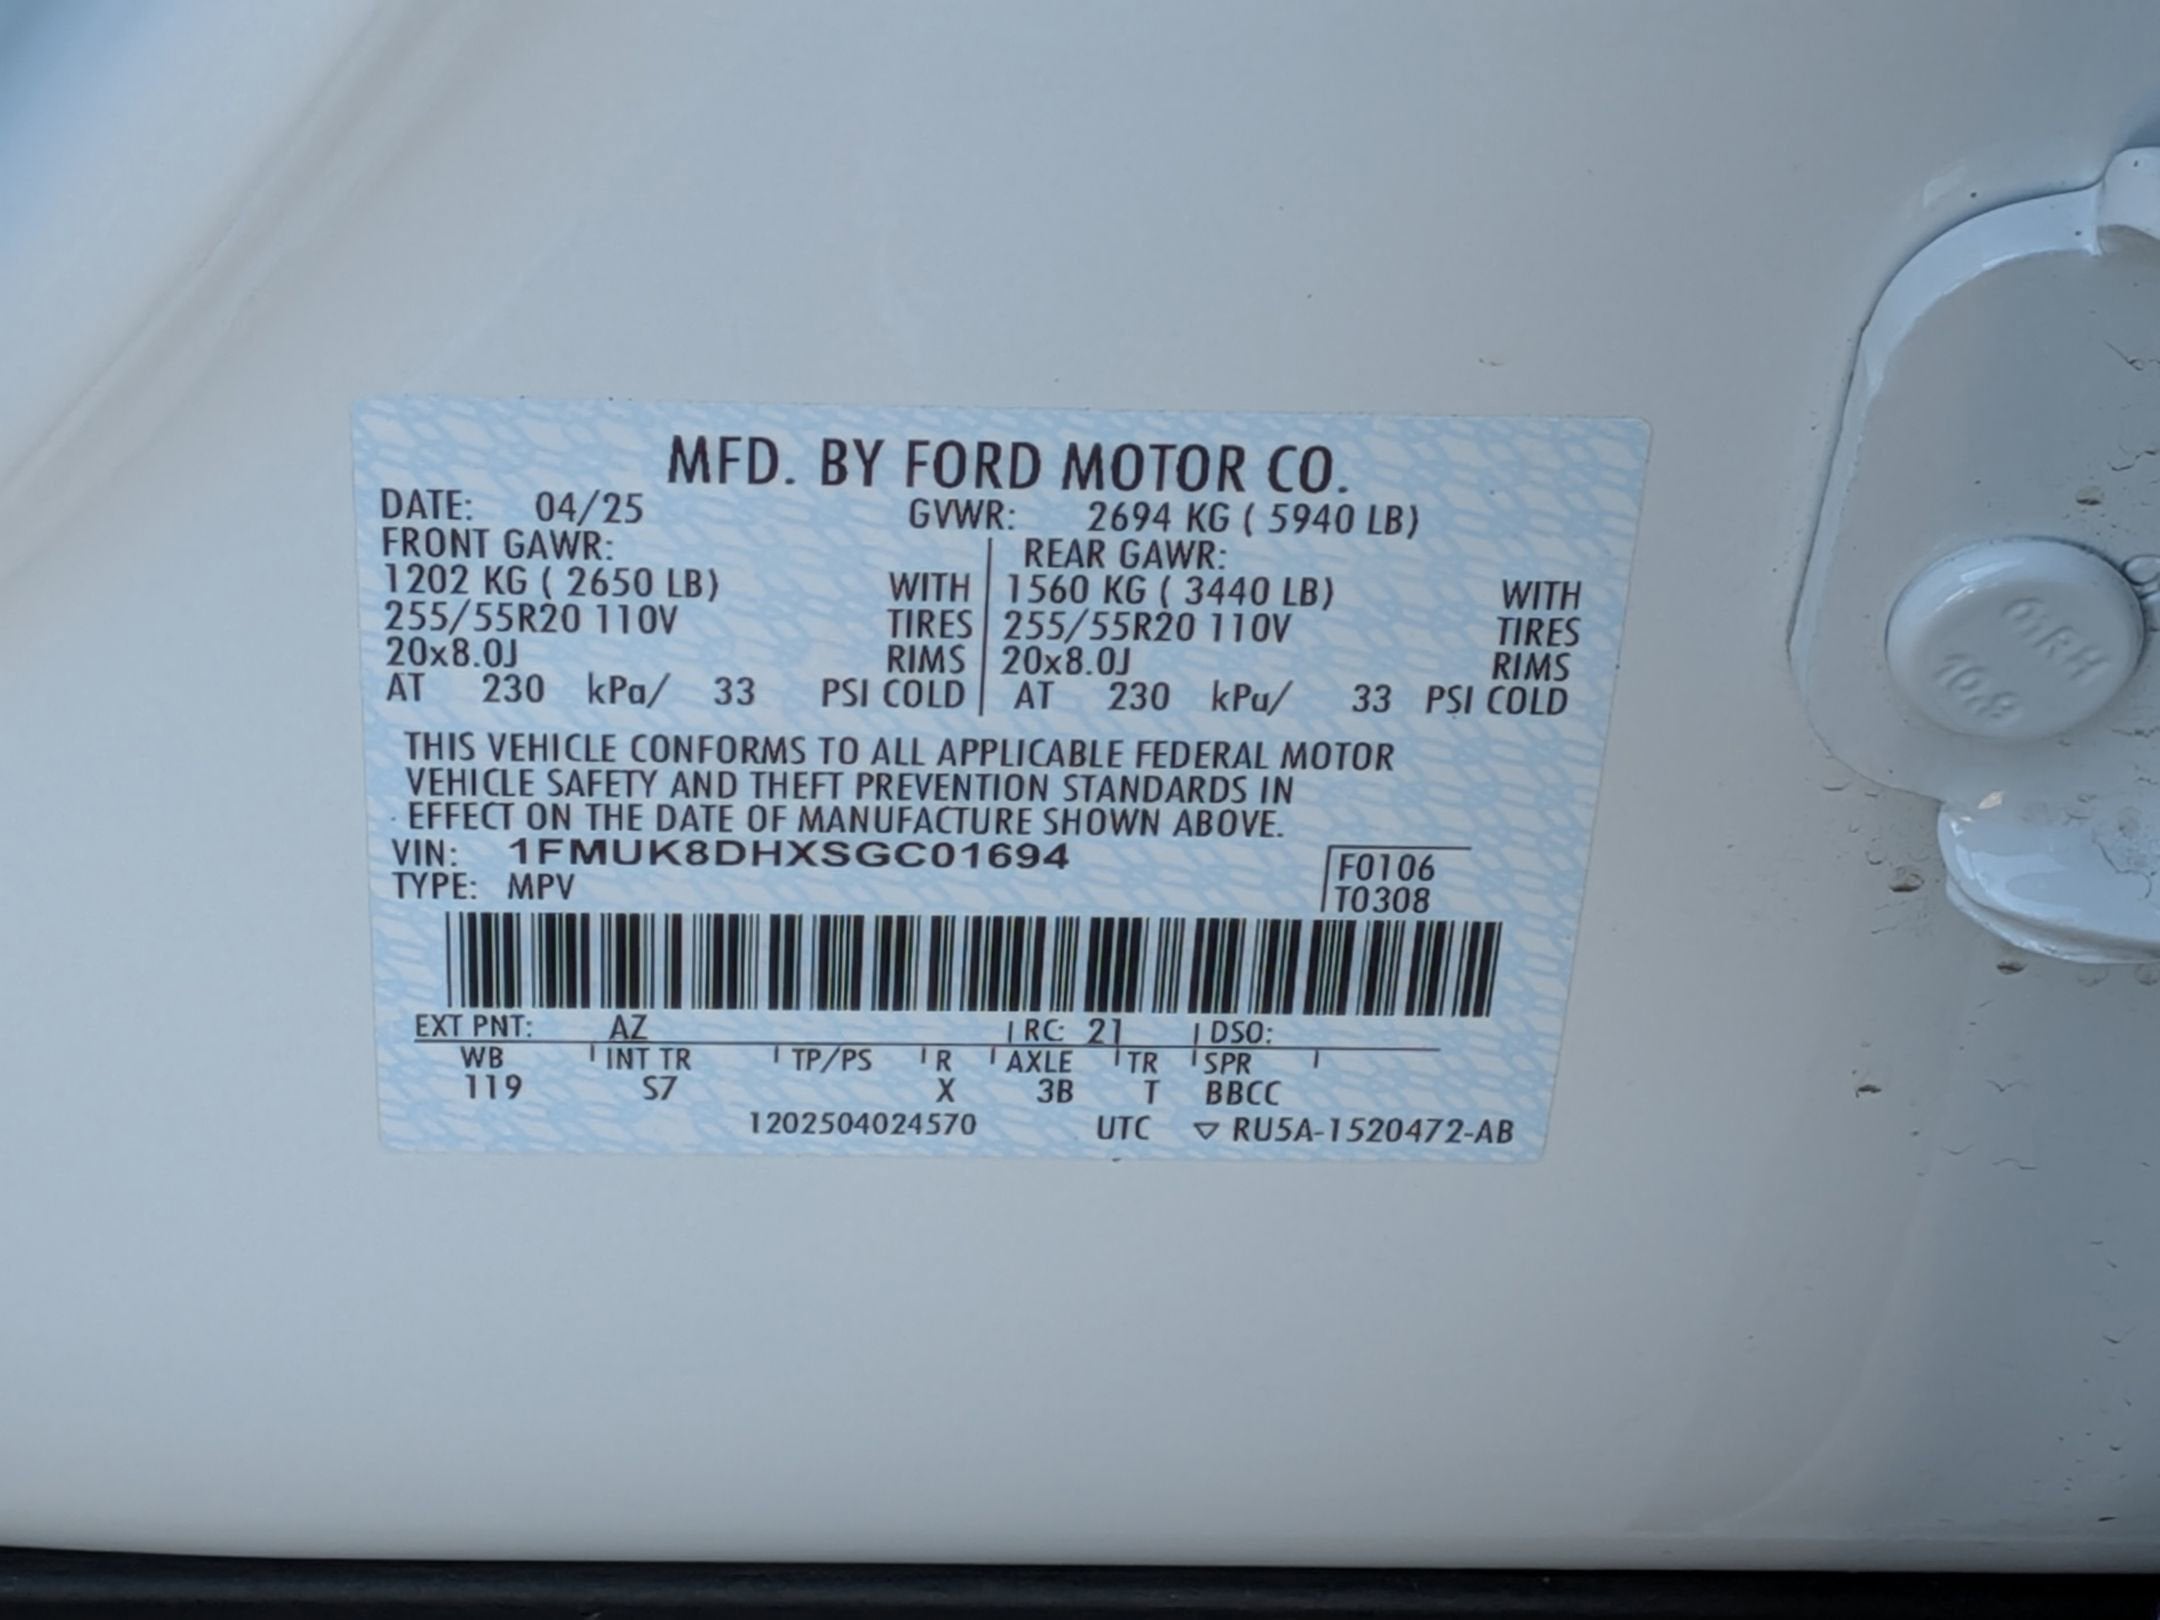 MFD. BY FORD MOTOR CO.
DATE: 04/25 GVWR: 2694 KG ( 5940 LB)
FRONT GAWR: REAR GAWR:
1202 KG ( 2650 LB) WITH 1560 KG ( 3440 LB) WITH
255/55R20 110V TIRES 255/55R20 110V TIRES
20x8.0J RIMS 20x8.0J RIMS
AT 230 kPa/ 33 PSI COLD AT 230 kPa/ 33 PSI COLD
THIS VEHICLE CONFORMS TO ALL APPLICABLE FEDERAL MOTOR
VEHICLE SAFETY AND THEFT PREVENTION STANDARDS IN
EFFECT ON THE DATE OF MANUFACTURE SHOWN ABOVE.
VIN: 1FMUK8DHXSGC01694
F0106
TYPE: MPV
T0308
EXT PNT: AZ RC: 21 DSO:
WB INT TR TP/PS R AXLE TR SPR
119 S7 X 3B T BBCC
1202504024570 UTC ▽ RU5A-1520472-AB
10.8